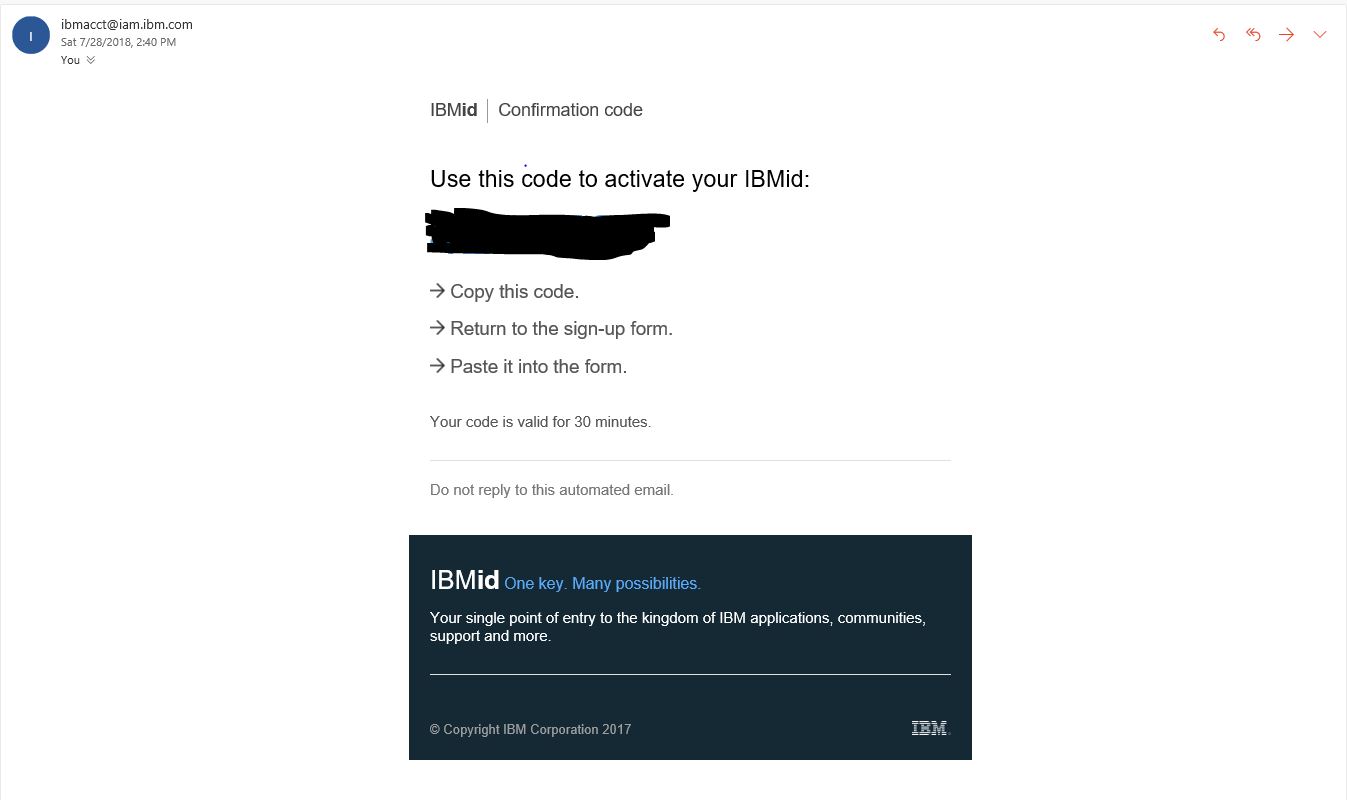 I
ibmacct@iam.ibm.com
Sat 7/28/2018, 2:40 PM
You
IBMid | Confirmation code
Use this code to activate your IBMid:
→ Copy this code.
→ Return to the sign-up form.
→ Paste it into the form.
Your code is valid for 30 minutes.
Do not reply to this automated email.
IBMid One key. Many possibilities.
Your single point of entry to the kingdom of IBM applications, communities,
support and more.
© Copyright IBM Corporation 2017
IBM